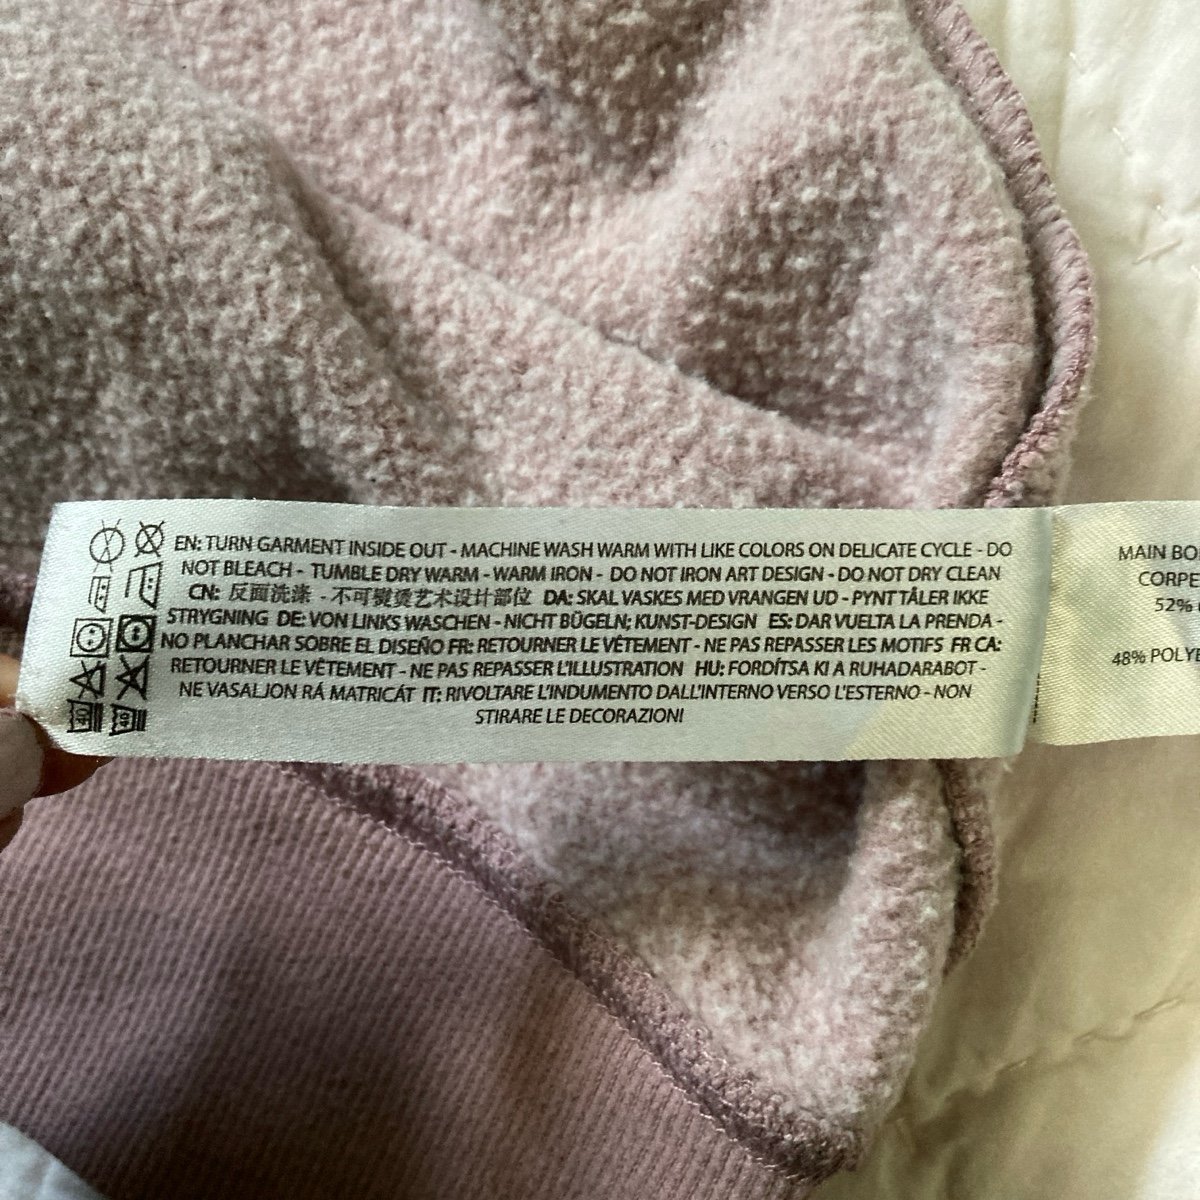 EN: TURN GARMENT INSIDE OUT - MACHINE WASH WARM WITH LIKE COLORS ON DELICATE CYCLE - DO
NOT BLEACH - TUMBLE DRY WARM - WARM IRON - DO NOT IRON ART DESIGN - DO NOT DRY CLEAN
CN: 反面洗涤 - 不可熨烫艺术设计部位 DA: SKAL VASKES MED VRANGEN UD - PYNT TÅLER IKKE
STRYGNING DE: VON LINKS WASCHEN - NICHT BÜGELN; KUNST-DESIGN ES: DAR VUELTA LA PRENDA -
NO PLANCHAR SOBRE EL DISEÑO FR: RETOURNER LE VÊTEMENT - NE PAS REPASSER LES MOTIFS FR CA:
RETOURNER LE VÊTEMENT - NE PAS REPASSER L'ILLUSTRATION HU: FORDÍTSA KI A RUHADARABOT -
NE VASALJON RÁ MATRICÁT IT: RIVOLTARE L'INDUMENTO DALL'INTERNO VERSO L'ESTERNO - NON
STIRARE LE DECORAZIONI
MAIN BO
CORPE
52%
48% POLYE